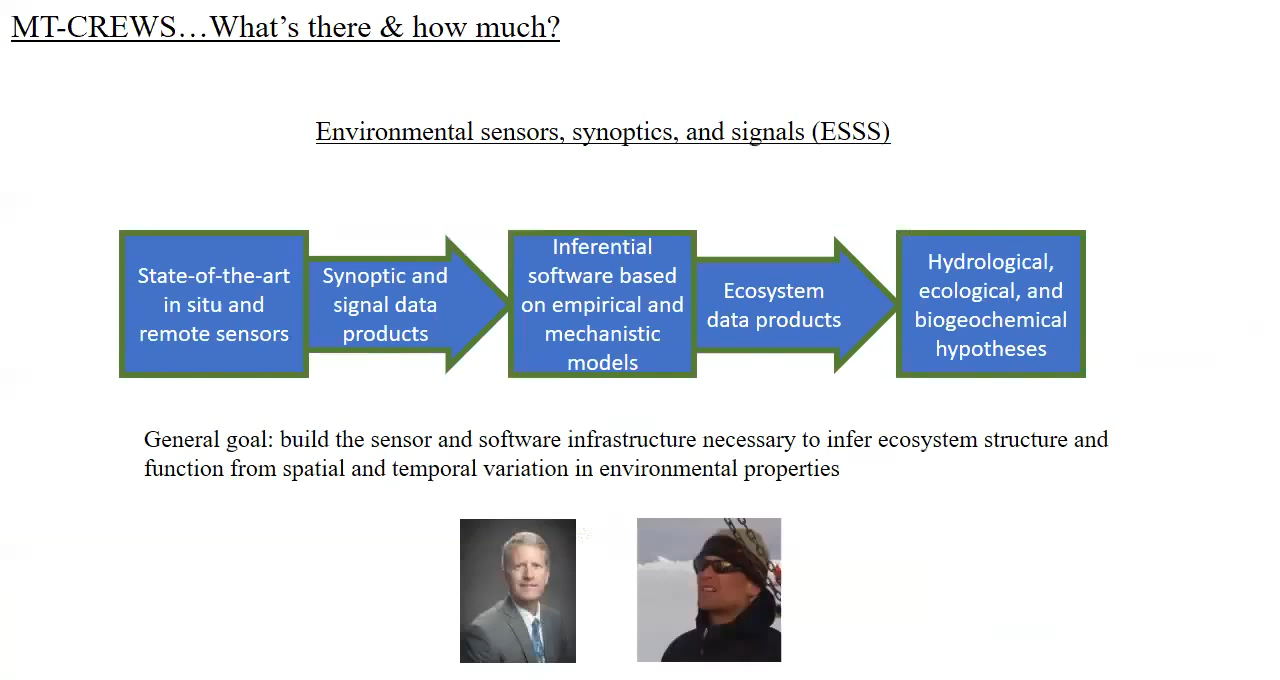 MT-CREWS…What's there & how much?
Environmental sensors, synoptics, and signals (ESSS)
State-of-the-art
in situ and
remote sensors
Synoptic and
signal data
products
Inferential
software based
on empirical and
mechanistic
models
Ecosystem
data products
Hydrological,
ecological, and
biogeochemical
hypotheses
General goal: build the sensor and software infrastructure necessary to infer ecosystem structure and
function from spatial and temporal variation in environmental properties